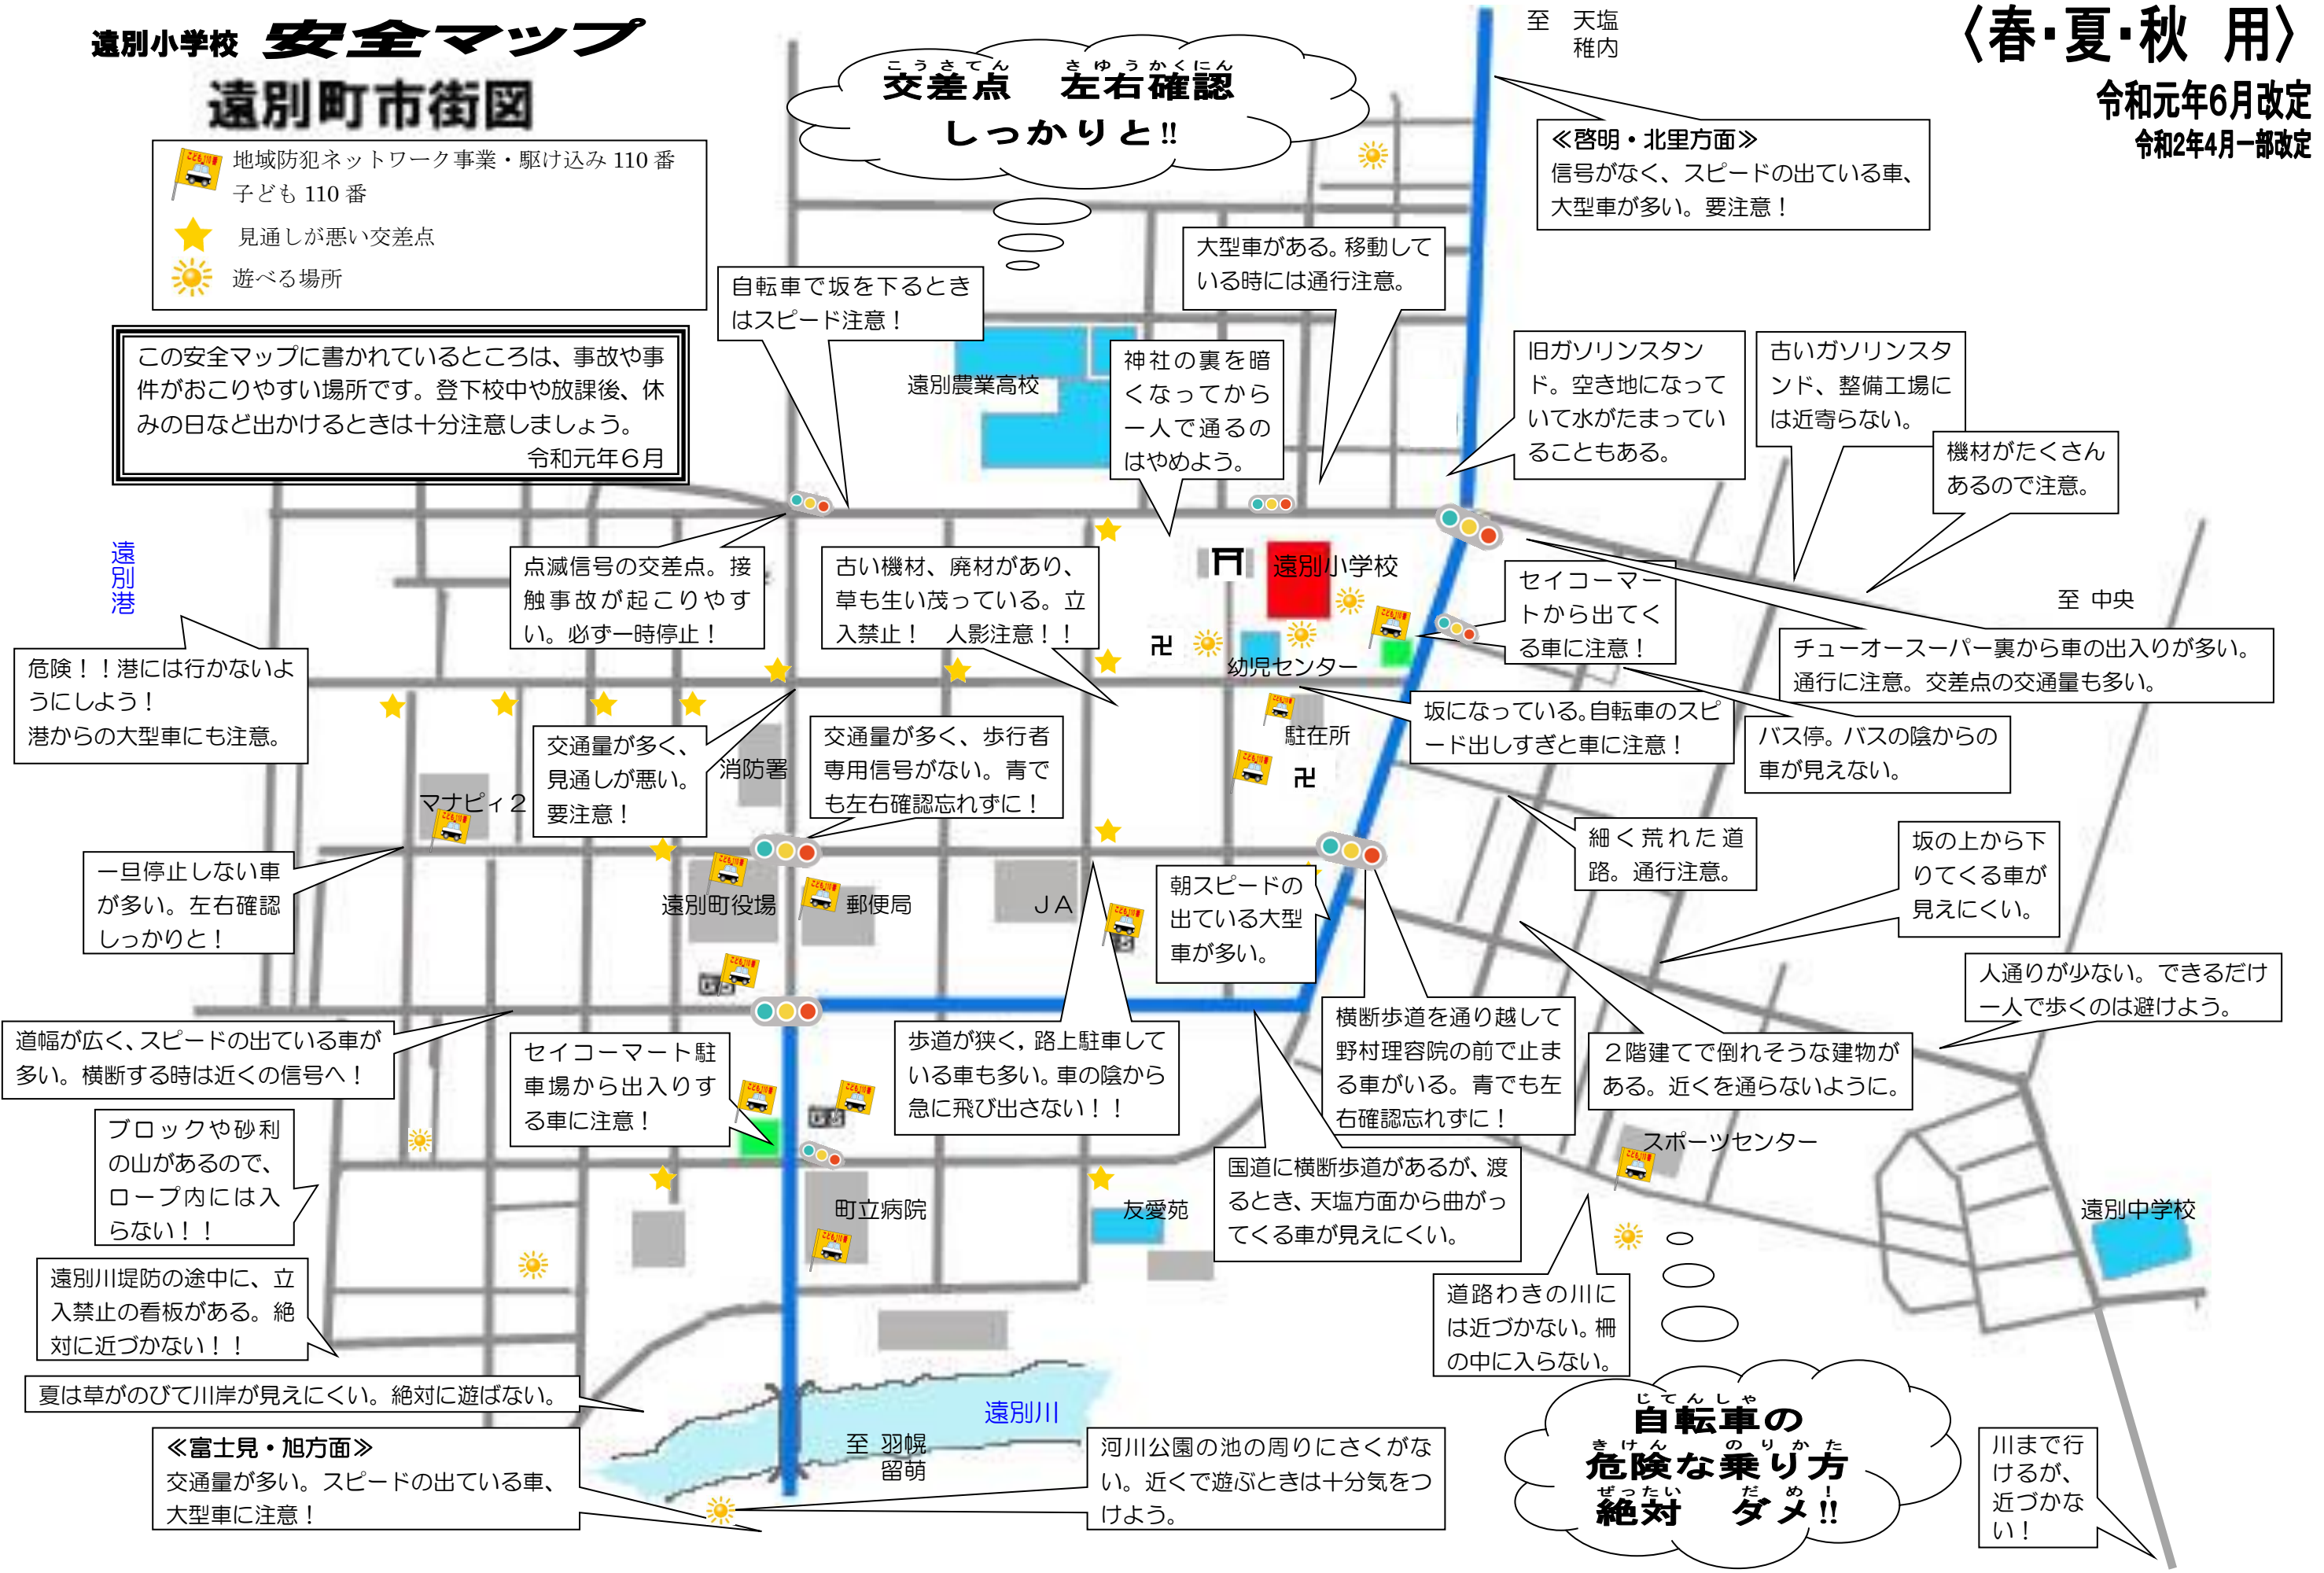 遠別小学校 安全マップ
遠別町市街図
〈春・夏・秋 用〉
令和元年6月改定
令和2年4月一部改定
地域防犯ネットワーク事業・駆け込み110番
子ども110番
見通しが悪い交差点
遊べる場所
この安全マップに書かれているところは、事故や事
件がおこりやすい場所です。登下校中や放課後、休
みの日など出かけるときは十分注意しましょう。
令和元年6月
こうさてん さゆうかくにん
交差点 左右確認
しっかりと!!
至 天塩
稚内
≪啓明・北里方面≫
信号がなく、スピードの出ている車、
大型車が多い。要注意！
自転車で坂を下るとき
はスピード注意！
大型車がある。移動して
いる時には通行注意。
遠別農業高校
神社の裏を暗
くなってから
一人で通るの
はやめよう。
旧ガソリンスタン
ド。空き地になって
いて水がたまってい
ることもある。
古いガソリンスタ
ンド、整備工場に
は近寄らない。
機材がたくさん
あるので注意。
遠別港
危険！！港には行かないよ
うにしよう！
港からの大型車にも注意。
点滅信号の交差点。接
触事故が起こりやす
い。必ず一時停止！
古い機材、廃材があり、
草も生い茂っている。立
入禁止！ 人影注意！！
遠別小学校
幼児センター
セイコーマー
トから出てく
る車に注意！
至 中央
チューオースーパー裏から車の出入りが多い。
通行に注意。交差点の交通量も多い。
坂になっている。自転車のスピ
ード出しすぎと車に注意！
バス停。バスの陰からの
車が見えない。
交通量が多く、
見通しが悪い。
要注意！
消防署
交通量が多く、歩行者
専用信号がない。青で
も左右確認忘れずに！
駐在所
卍
卍
マナピィ２
細く荒れた道
路。通行注意。
坂の上から下
りてくる車が
見えにくい。
一旦停止しない車
が多い。左右確認
しっかりと！
遠別町役場
郵便局
ＪＡ
朝スピードの
出ている大型
車が多い。
人通りが少ない。できるだけ
一人で歩くのは避けよう。
GS
GS
GS
道幅が広く、スピードの出ている車が
多い。横断する時は近くの信号へ！
セイコーマート駐
車場から出入りす
る車に注意！
歩道が狭く，路上駐車して
いる車も多い。車の陰から
急に飛び出さない！！
横断歩道を通り越して
野村理容院の前で止ま
る車がいる。青でも左
右確認忘れずに！
２階建てで倒れそうな建物が
ある。近くを通らないように。
ブロックや砂利
の山があるので、
ロープ内には入
らない！！
スポーツセンター
国道に横断歩道があるが、渡
るとき、天塩方面から曲がっ
てくる車が見えにくい。
町立病院
友愛苑
遠別中学校
遠別川堤防の途中に、立
入禁止の看板がある。絶
対に近づかない！！
道路わきの川に
は近づかない。柵
の中に入らない。
夏は草がのびて川岸が見えにくい。絶対に遊ばない。
遠別川
≪富士見・旭方面≫
交通量が多い。スピードの出ている車、
大型車に注意！
至 羽幌
留萌
河川公園の池の周りにさくがな
い。近くで遊ぶときは十分気をつ
けよう。
じてんしゃ
自転車の
きけん のりかた
危険な乗り方
ぜったい だめ！
絶対 ダメ!!
川まで行
けるが、
近づかな
い！